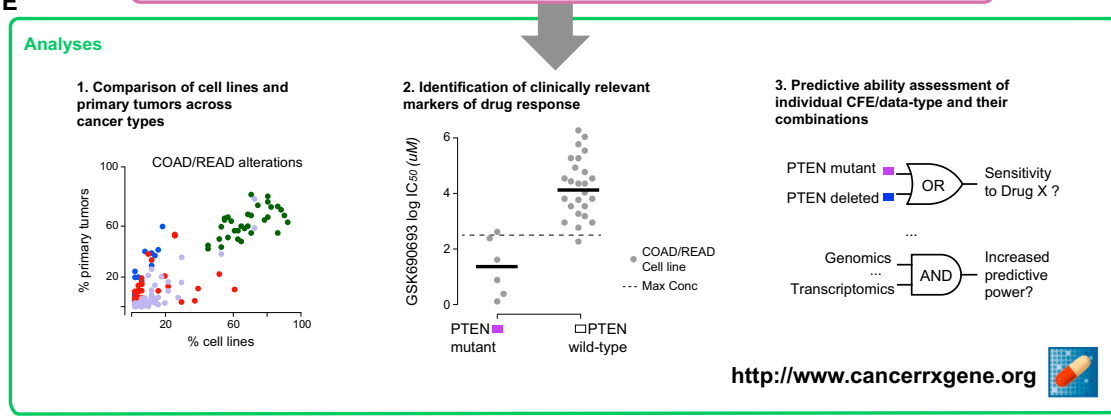 E
Analyses
1. Comparison of cell lines and
primary tumors across
cancer types
COAD/READ alterations
100
60
20
% primary tumors
20
60
100
% cell lines
2. Identification of clinically relevant
markers of drug response
GSK690693 log IC50 (uM)
6
4
2
0
COAD/READ
Cell line
Max Conc
PTEN
mutant
PTEN
wild-type
3. Predictive ability assessment of
individual CFE/data-type and their
combinations
PTEN mutant
PTEN deleted
OR
Sensitivity
to Drug X ?
...
Genomics
...
Transcriptomics
AND
Increased
predictive
power?
http://www.cancerrxgene.org